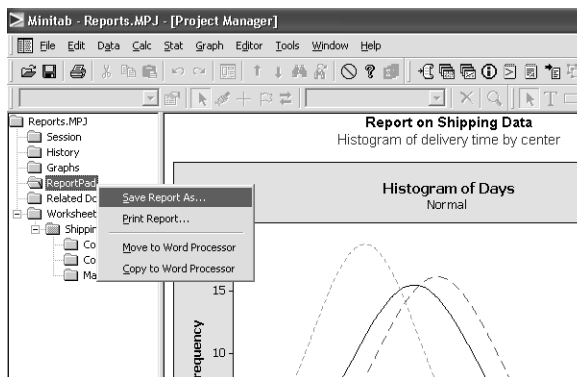 Minitab - Reports.MPJ - [Project Manager]
File Edit Data Calc Stat Graph Editor Tools Window Help
Reports.MPJ
Session
History
Graphs
ReportPad
Related Do
Worksheet
Shippin
Co
Co
Ma
Save Report As...
Print Report...
Move to Word Processor
Copy to Word Processor
Report on Shipping Data
Histogram of delivery time by center
Histogram of Days
Normal
15
10
requency